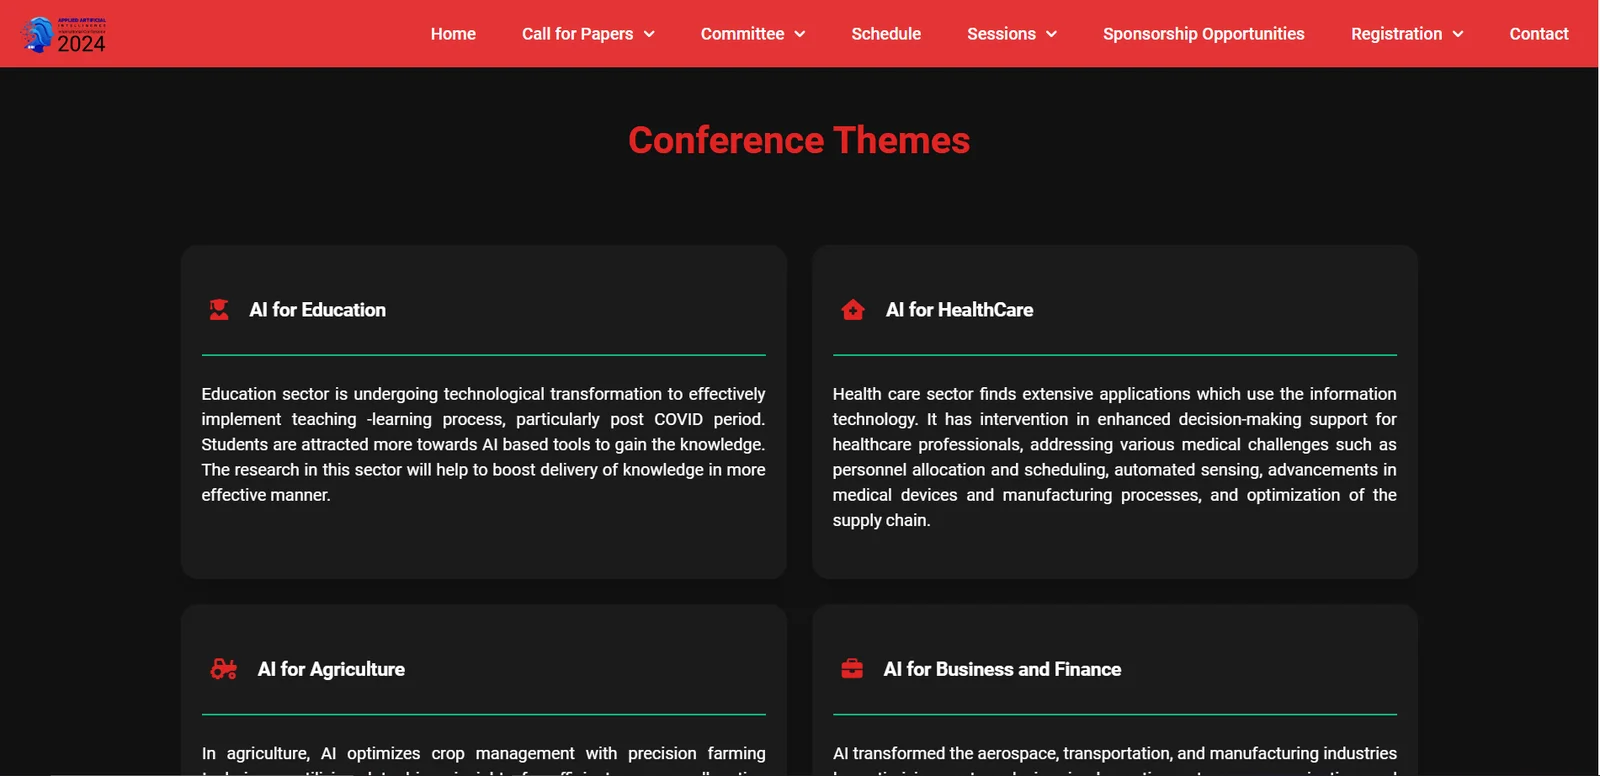 APPLIED ARTIFICIAL
2024
Home
Call for Papers
Committee
Schedule
Sessions
Sponsorship Opportunities
Registration
Contact
Conference Themes
AI for Education
Education sector is undergoing technological transformation to effectively
implement teaching -learning process, particularly post COVID period.
Students are attracted more towards AI based tools to gain the knowledge.
The research in this sector will help to boost delivery of knowledge in more
effective manner.
AI for HealthCare
Health care sector finds extensive applications which use the information
technology. It has intervention in enhanced decision-making support for
healthcare professionals, addressing various medical challenges such as
personnel allocation and scheduling, automated sensing, advancements in
medical devices and manufacturing processes, and optimization of the
supply chain.
AI for Agriculture
In agriculture, AI optimizes crop management with precision farming
AI for Business and Finance
AI transformed the aerospace, transportation, and manufacturing industries